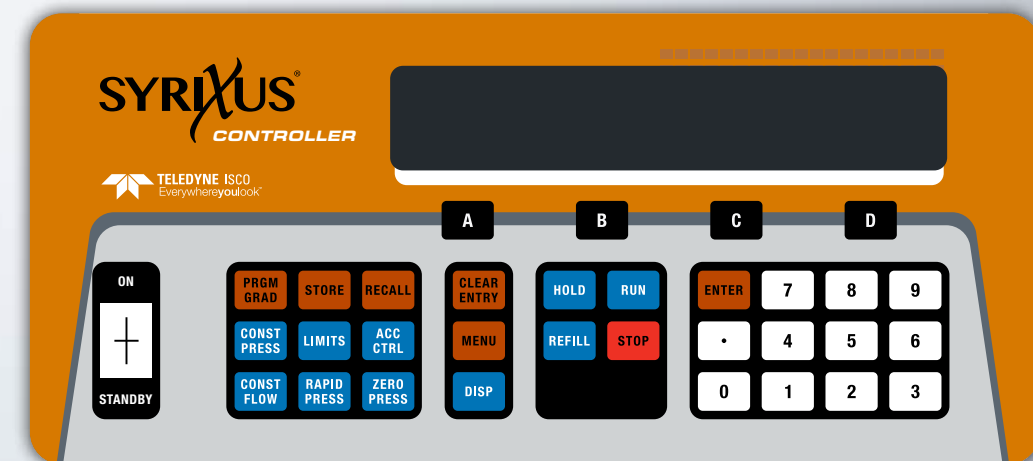 SYRIXUS®
CONTROLLER
TELEDYNE ISCO
Everywhereyoulook™
A B C D
ON
STANDBY
PRGM GRAD STORE RECALL
CONST PRESS LIMITS ACC CTRL
CONST FLOW RAPID PRESS ZERO PRESS
CLEAR ENTRY
MENU
DISP
HOLD RUN
REFILL STOP
ENTER 7 8 9
. 4 5 6
0 1 2 3